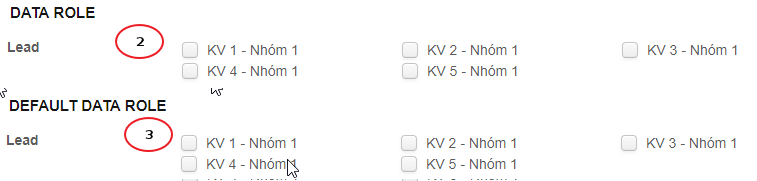 DATA ROLE
Lead 2 KV 1 - Nhóm 1 KV 2 - Nhóm 1 KV 3 - Nhóm 1
KV 4 - Nhóm 1 KV 5 - Nhóm 1
DEFAULT DATA ROLE
Lead 3 KV 1 - Nhóm 1 KV 2 - Nhóm 1 KV 3 - Nhóm 1
KV 4 - Nhóm 1 KV 5 - Nhóm 1